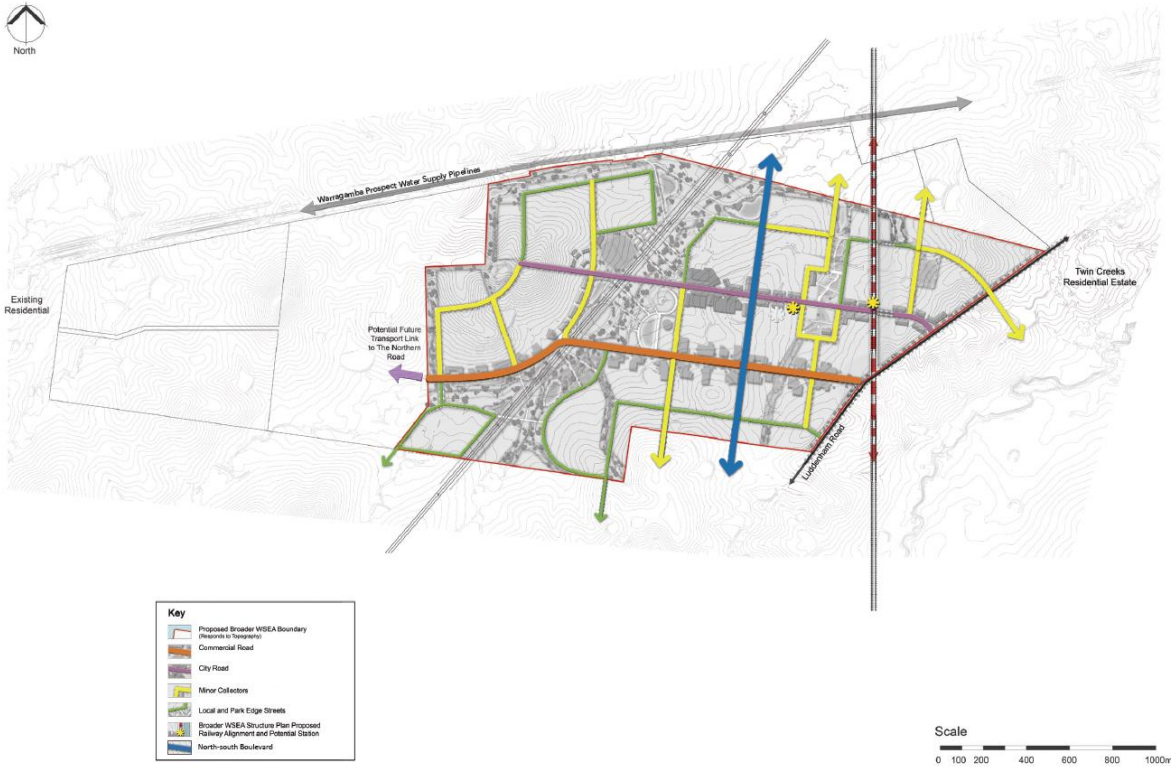 North
Warragamba Prospect Water Supply Pipelines
Existing
Residential
Twin Creeks
Residential Estate
Potential Future
Transport Link
to The Northern
Road
Luddenham Road
Key
Proposed Broader WSEA Boundary
(Responds to Topography)
Commercial Road
City Road
Minor Collectors
Local and Park Edge Streets
Broader WSEA Structure Plan Proposed
Railway Alignment and Potential Station
North-south Boulevard
Scale
0 100 200 400 600 800 1000m